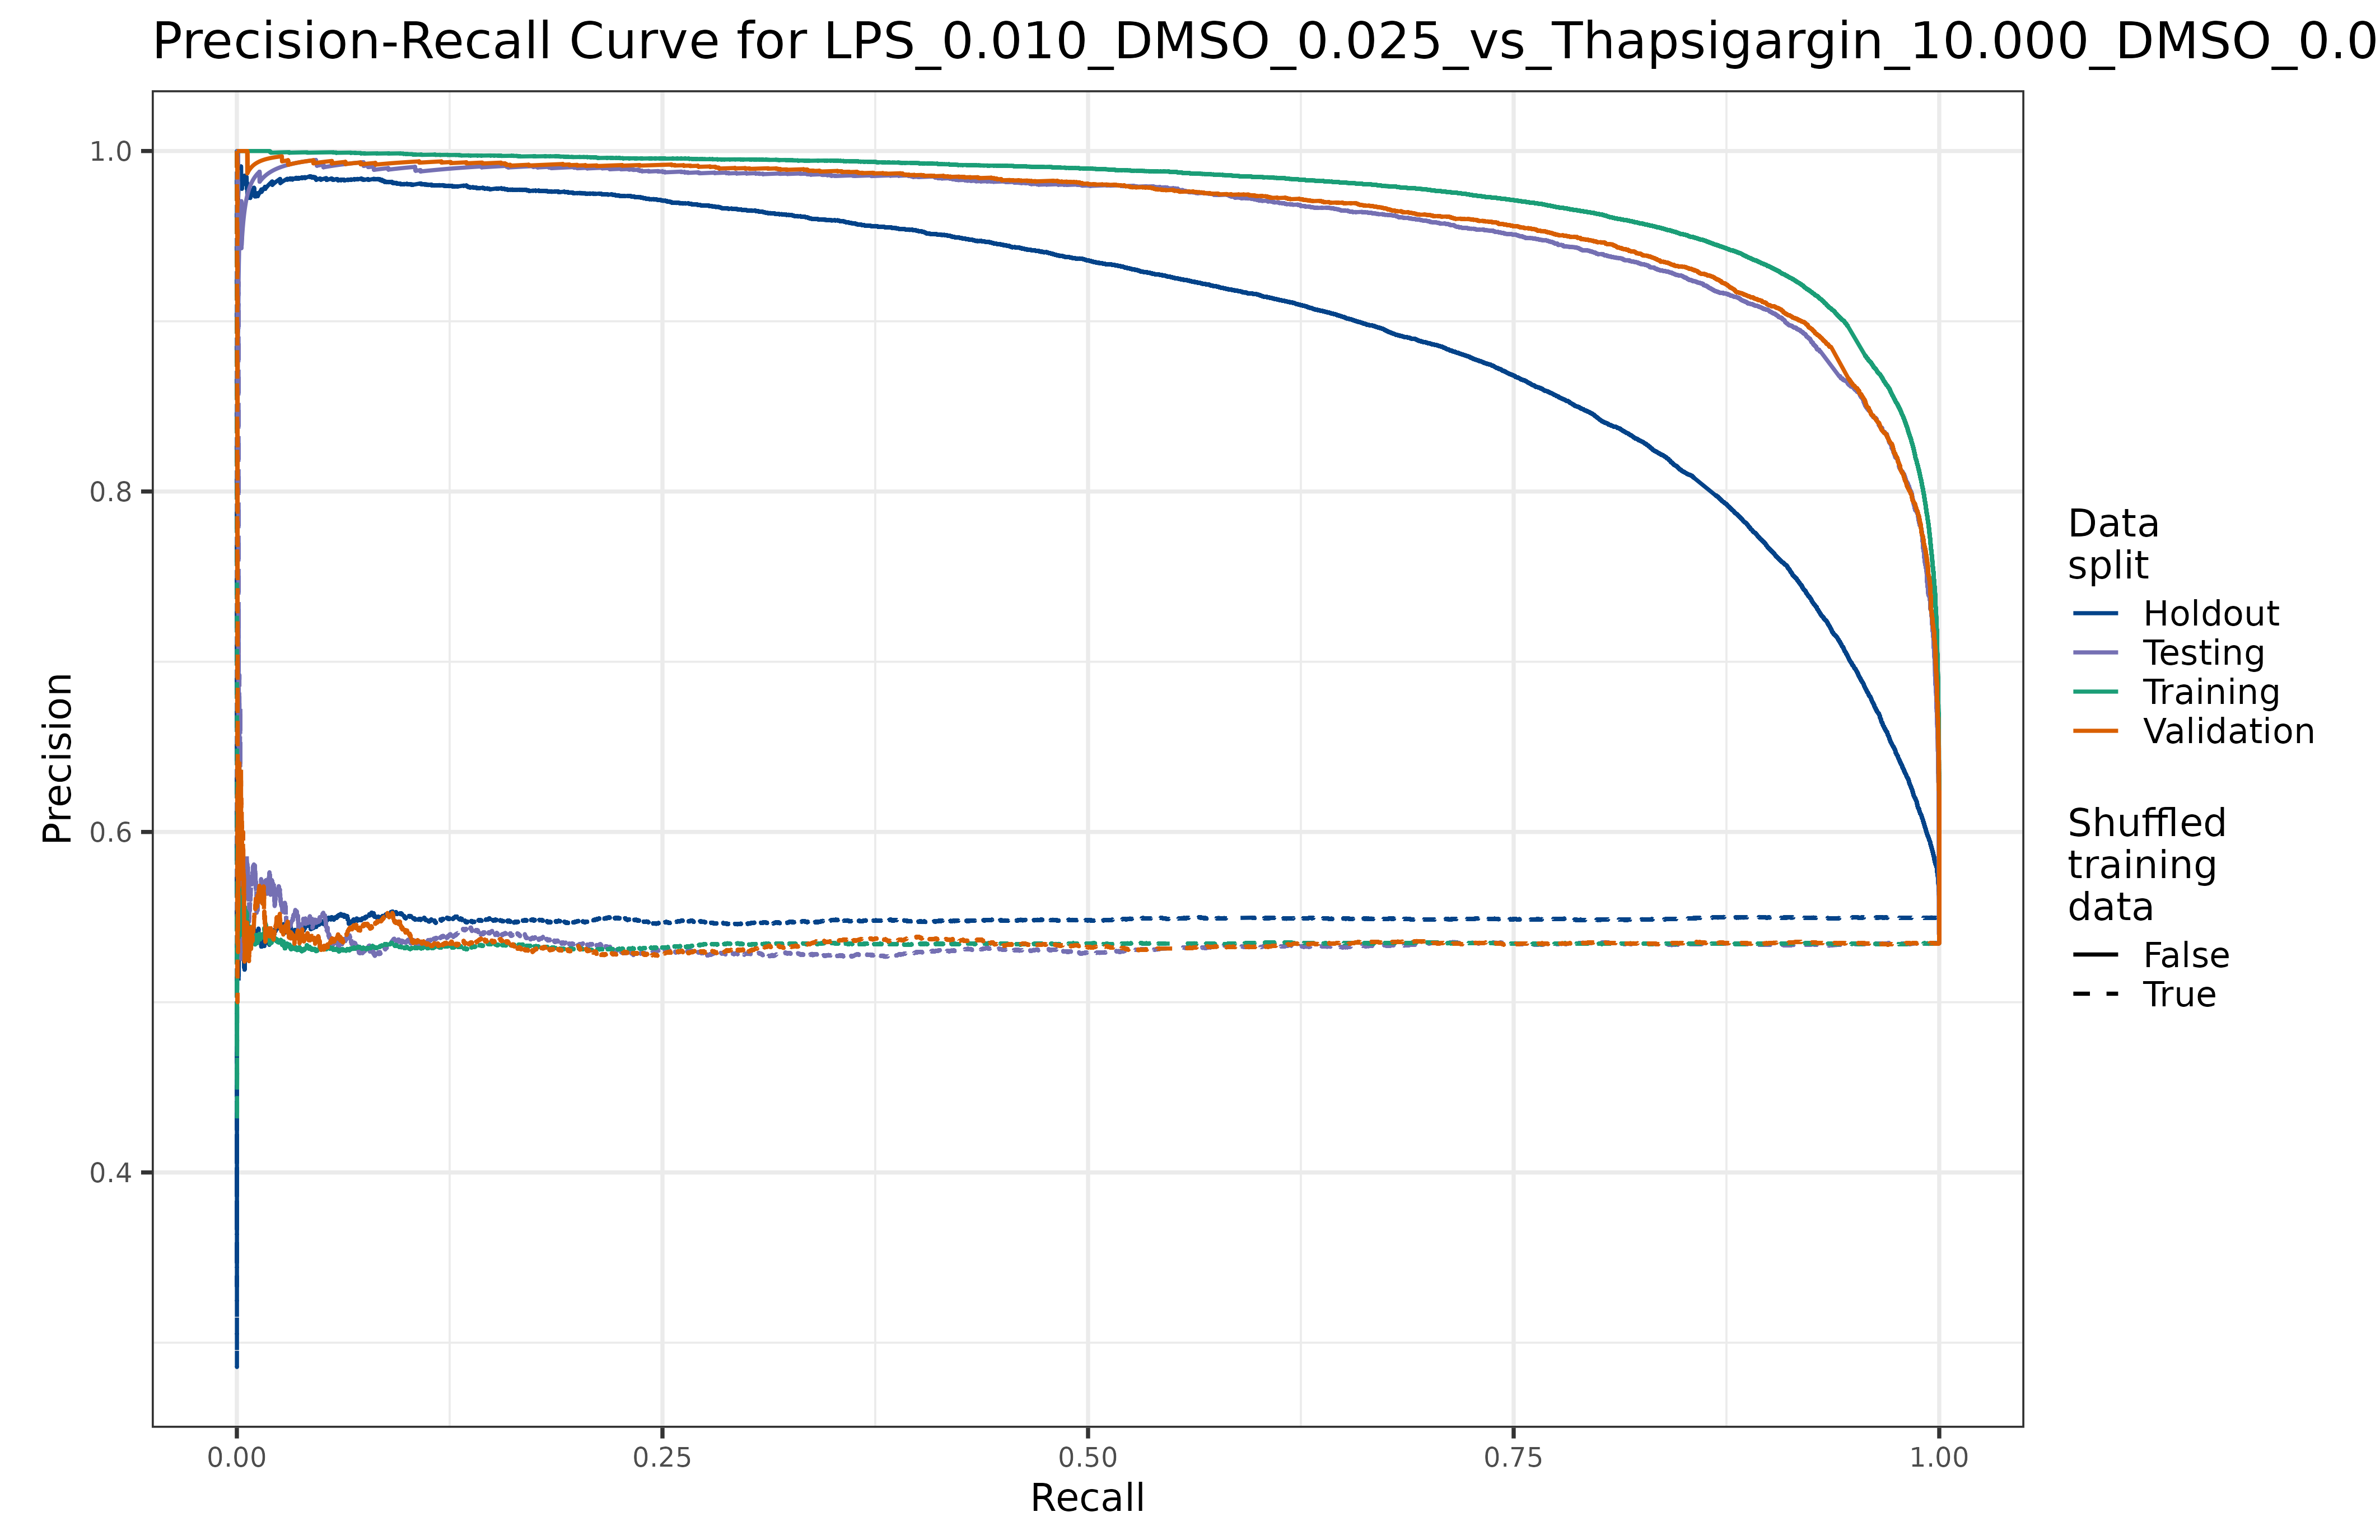 Precision-Recall Curve for LPS_0.010_DMSO_0.025_vs_Thapsigargin_10.000_DMSO_0.0
1.0
0.8
0.6
0.4
Precision
0.00 0.25 0.50 0.75 1.00
Recall
Data
split
Holdout
Testing
Training
Validation
Shuffled
training
data
False
True